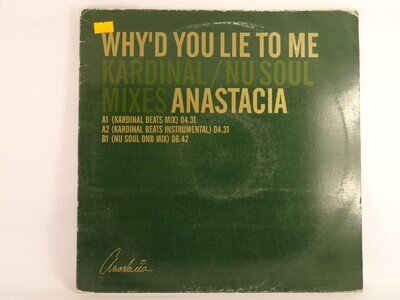 WHY'D YOU LIE TO ME
KARDINAL/NU SOUL
MIXES ANASTACIA
A1 (KARDINAL BEATS MIX) 04.31
A2 (KARDINAL BEATS INSTRUMENTAL) 04.31
B1 (NU SOUL DNB MIX) 06.42
Anastacia